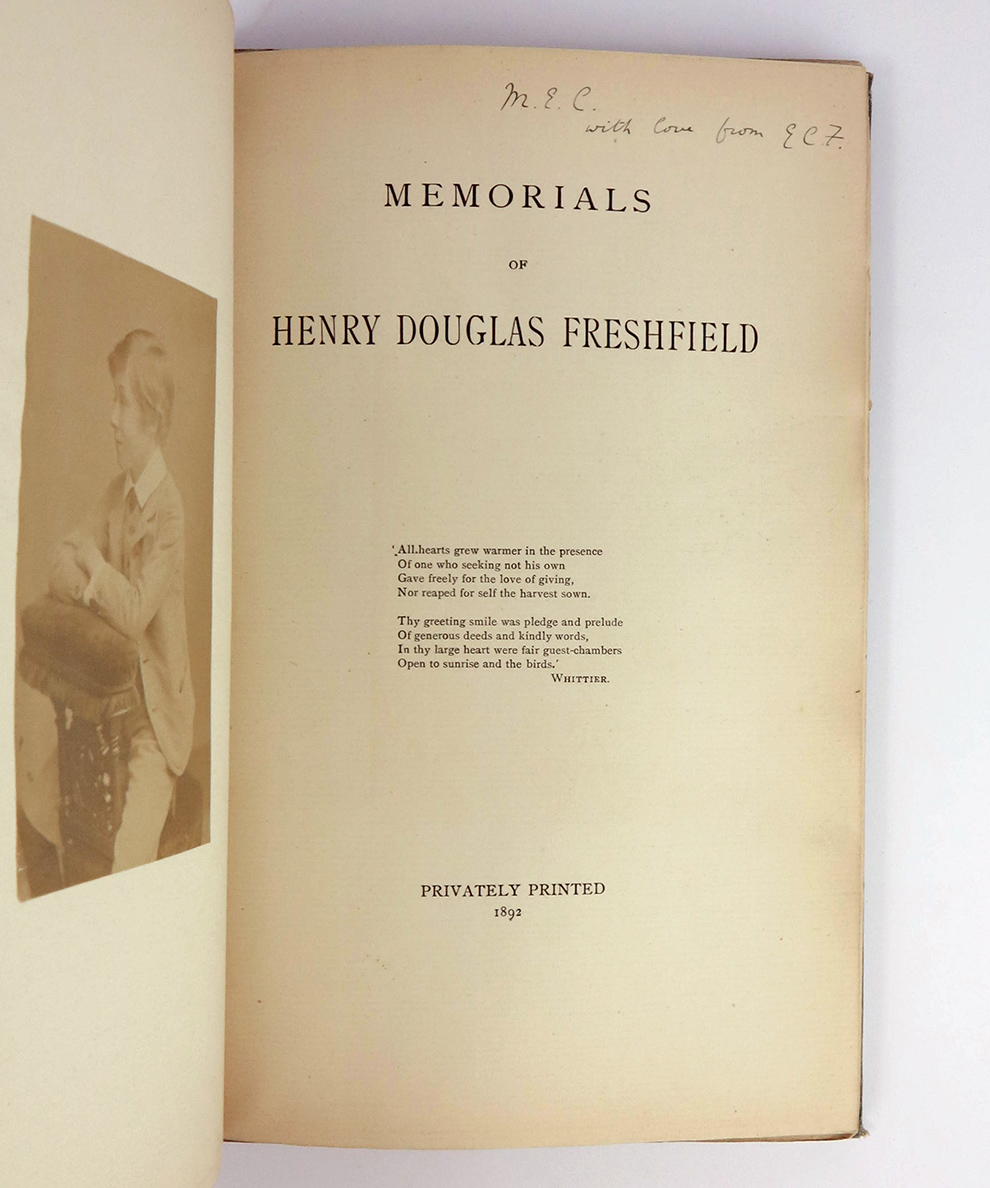 M. E. C.
with love from E C F.
MEMORIALS
OF
HENRY DOUGLAS FRESHFIELD
'All hearts grew warmer in the presence
Of one who seeking not his own
Gave freely for the love of giving,
Nor reaped for self the harvest sown.
Thy greeting smile was pledge and prelude
Of generous deeds and kindly words,
In thy large heart were fair guest-chambers
Open to sunrise and the birds.'
WHITTIER.
PRIVATELY PRINTED
1892